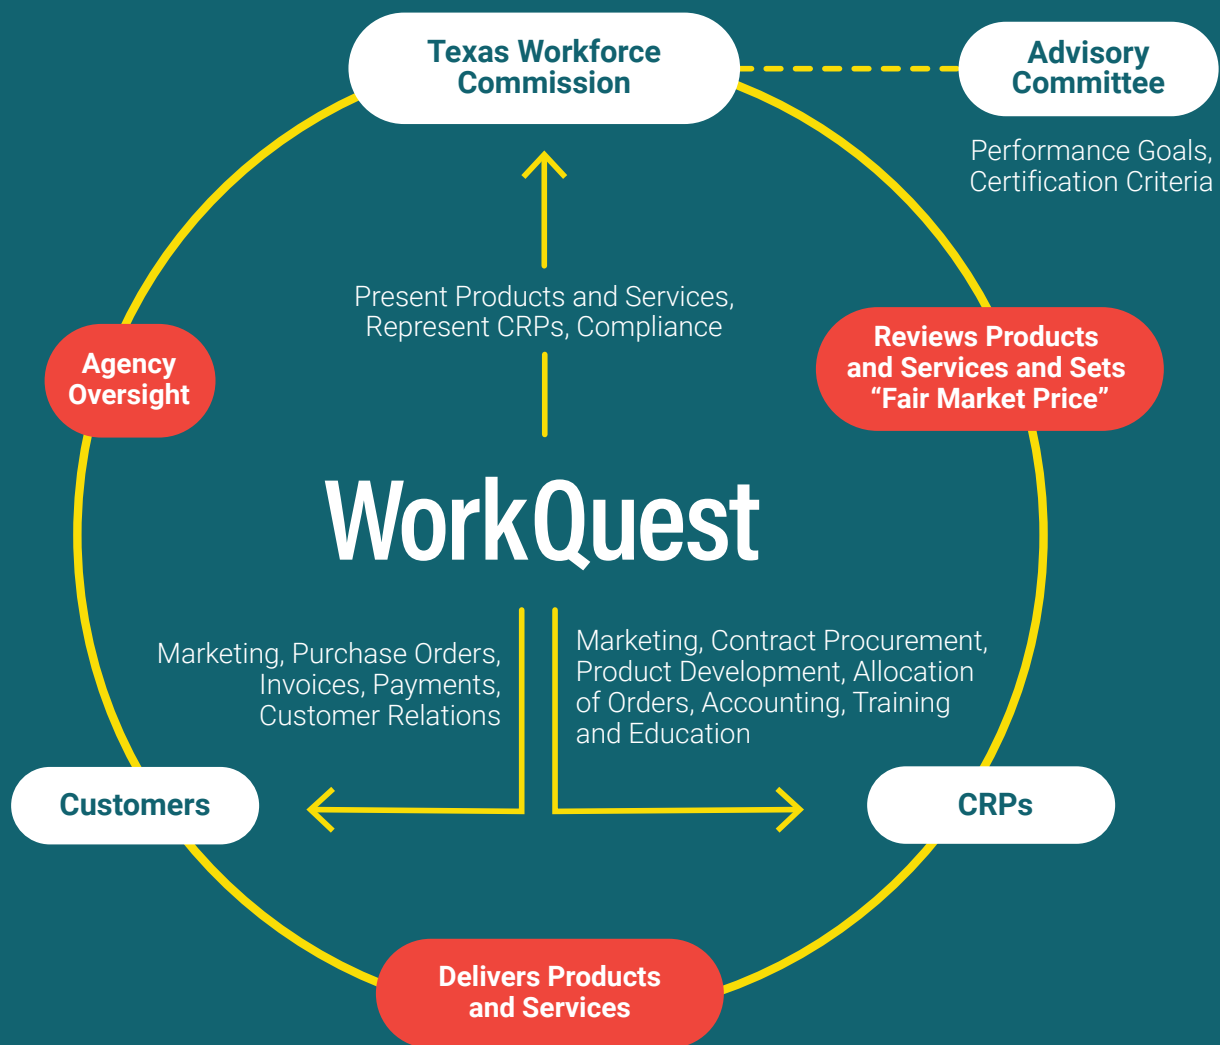 Texas Workforce
Commission
Advisory
Committee
Performance Goals,
Certification Criteria
Present Products and Services,
Represent CRPs, Compliance
Agency
Oversight
Reviews Products
and Services and Sets
“Fair Market Price”
WorkQuest
Marketing, Purchase Orders,
Invoices, Payments,
Customer Relations
Marketing, Contract Procurement,
Product Development, Allocation
of Orders, Accounting, Training
and Education
Customers
CRPs
Delivers Products
and Services